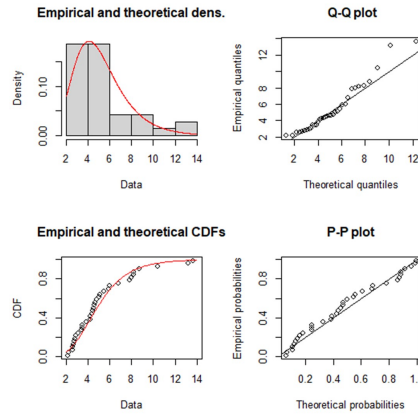 Empirical and theoretical dens.
Density
0.00
0.10
2 4 6 8 10 12 14
Data
Q-Q plot
Empirical quantiles
2 4 6 8 12
2 4 6 8 10 12
Theoretical quantiles
Empirical and theoretical CDFs
CDF
0.0 0.4 0.8
2 4 6 8 10 12 14
Data
P-P plot
Empirical probabilities
0.0 0.4 0.8
0.0 0.2 0.4 0.6 0.8
Theoretical probabilities